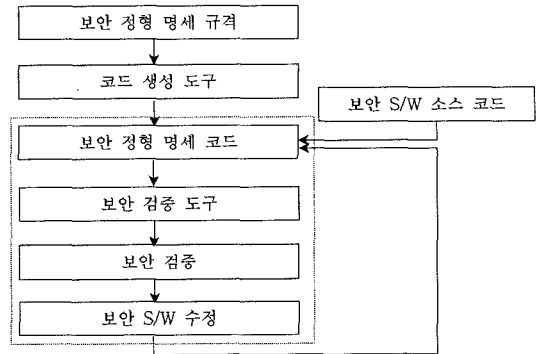 보안 정형 명세 규격
코드 생성 도구
보안 S/W 소스 코드
보안 정형 명세 코드
보안 검증 도구
보안 검증
보안 S/W 수정